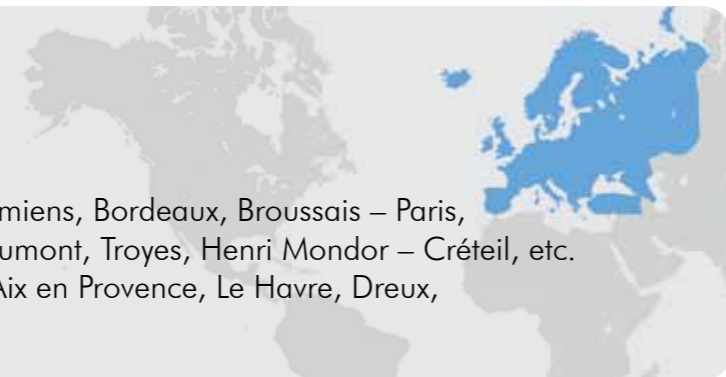 miens, Bordeaux, Broussais – Paris,
umont, Troyes, Henri Mondor – Créteil, etc.
Aix en Provence, Le Havre, Dreux,